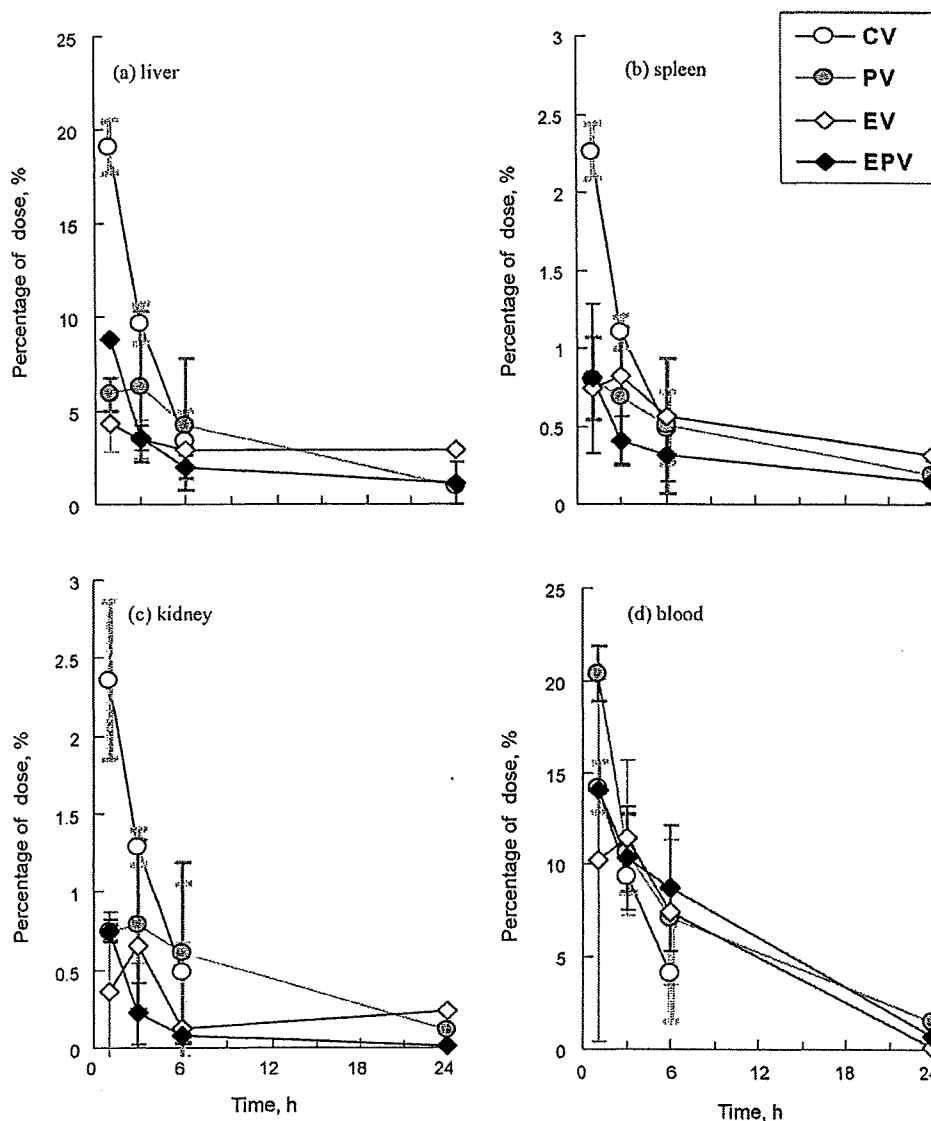 CV
PV
EV
EPV
(a) liver
Percentage of dose, %
25
20
15
10
5
0
(b) spleen
Percentage of dose, %
3
2.5
2
1.5
1
0.5
0
(c) kidney
Percentage of dose, %
3
2.5
2
1.5
1
0.5
0
0 6 12 18 24
Time, h
(d) blood
Percentage of dose, %
25
20
15
10
5
0
0 6 12 18 24
Time, h